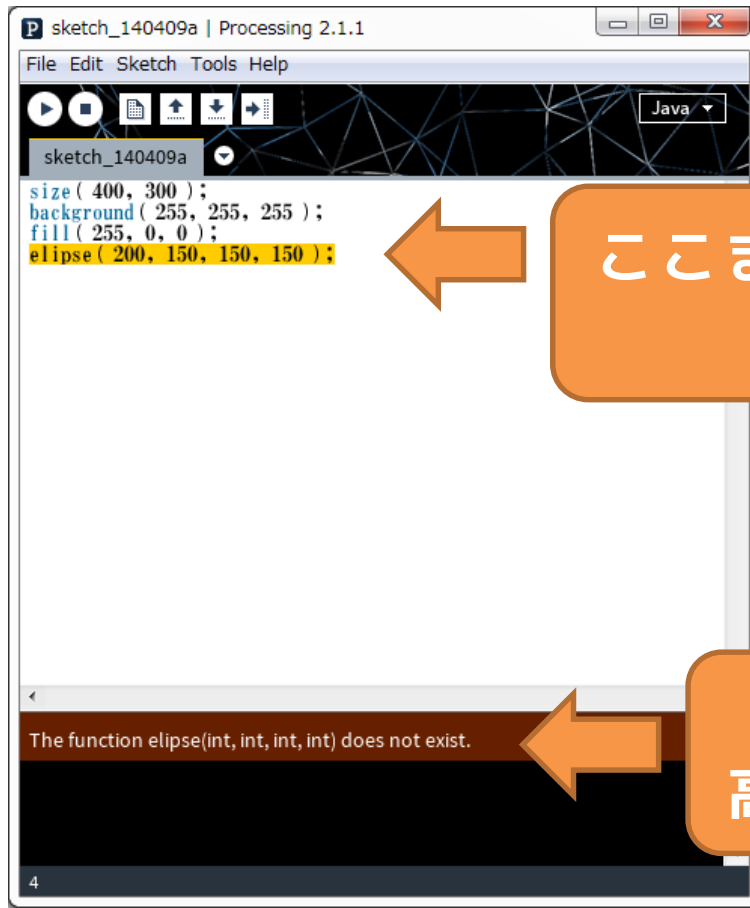 sketch_140409a | Processing 2.1.1
File Edit Sketch Tools Help
Java
sketch_140409a
size( 400, 300 );
background( 255, 255, 255 );
fill( 255, 0, 0 );
elipse( 200, 150, 150, 150 );
ここ
The function elipse(int, int, int, int) does not exist.
4